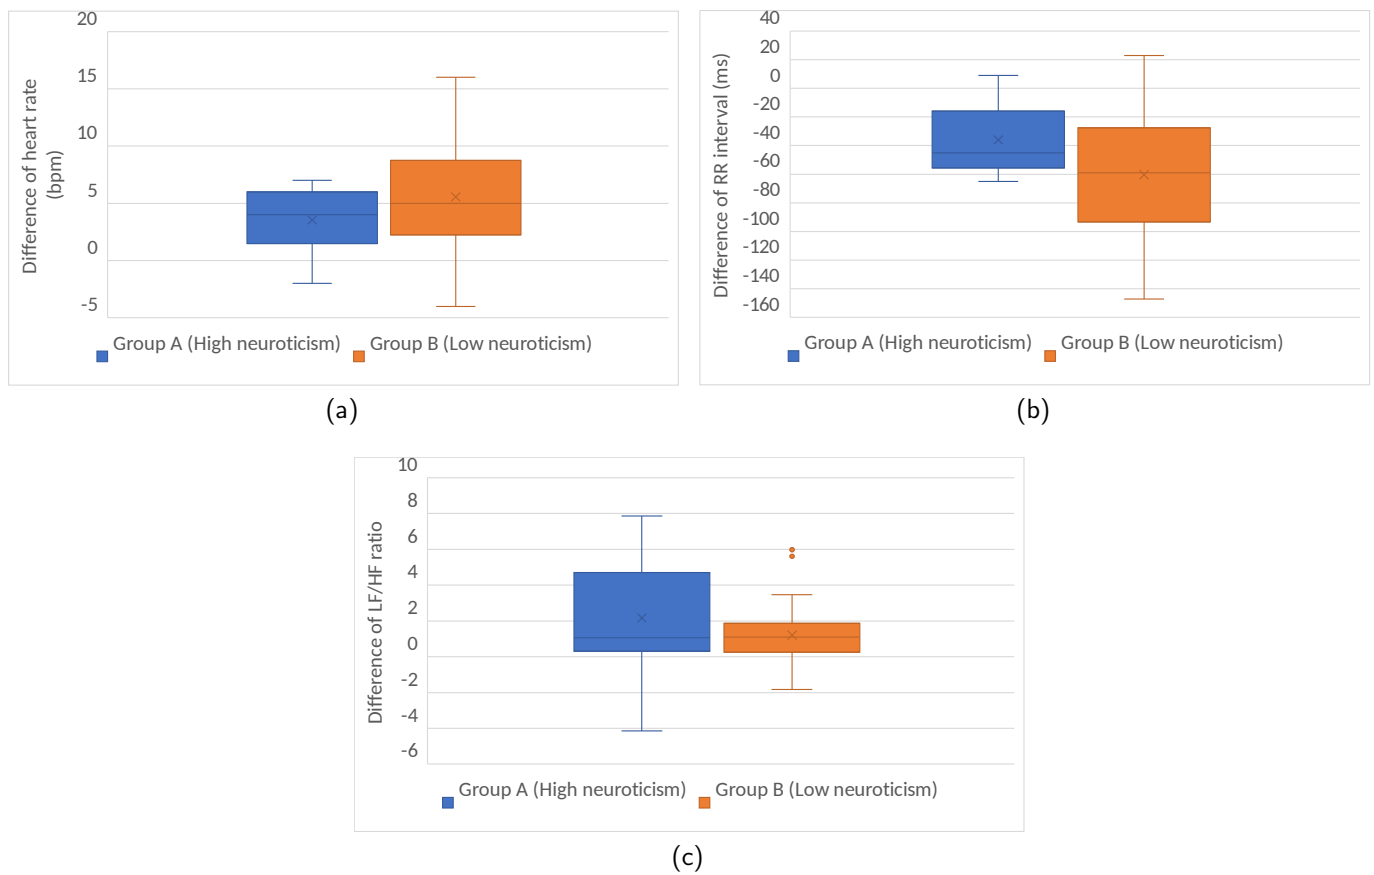 20
15
10
5
0
-5
Difference of heart rate
(bpm)
Group A (High neuroticism) Group B (Low neuroticism)
(a)
40
20
0
-20
-40
-60
-80
-100
-120
-140
-160
Difference of RR interval (ms)
Group A (High neuroticism) Group B (Low neuroticism)
(b)
10
8
6
4
2
0
-2
-4
-6
Difference of LF/HF ratio
Group A (High neuroticism) Group B (Low neuroticism)
(c)